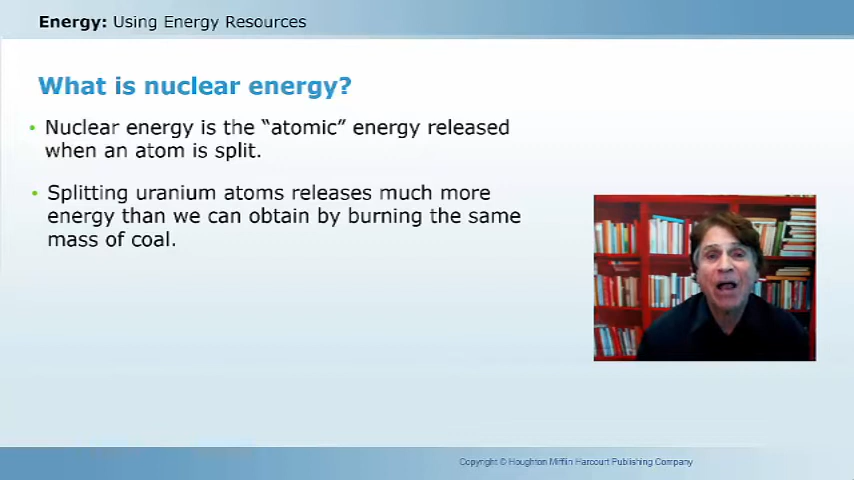 Energy: Using Energy Resources
What is nuclear energy?
• Nuclear energy is the “atomic” energy released
when an atom is split.
• Splitting uranium atoms releases much more
energy than we can obtain by burning the same
mass of coal.
Copyright © Houghton Mifflin Harcourt Publishing Company